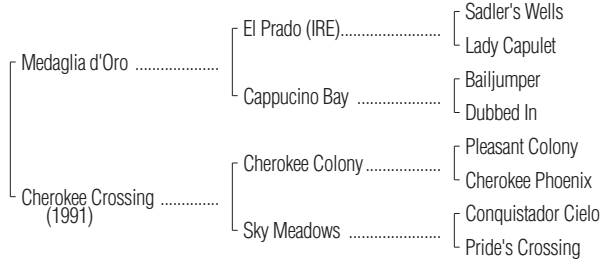 Sadler's Wells
El Prado (IRE)........................
Lady Capulet
Medaglia d'Oro ....................
Bailjumper
Cappucino Bay ....................
Dubbed In
Pleasant Colony
Cherokee Colony ..................
Cherokee Phoenix
Cherokee Crossing ..............
(1991)
Conquistador Cielo
Sky Meadows ......................
Pride's Crossing